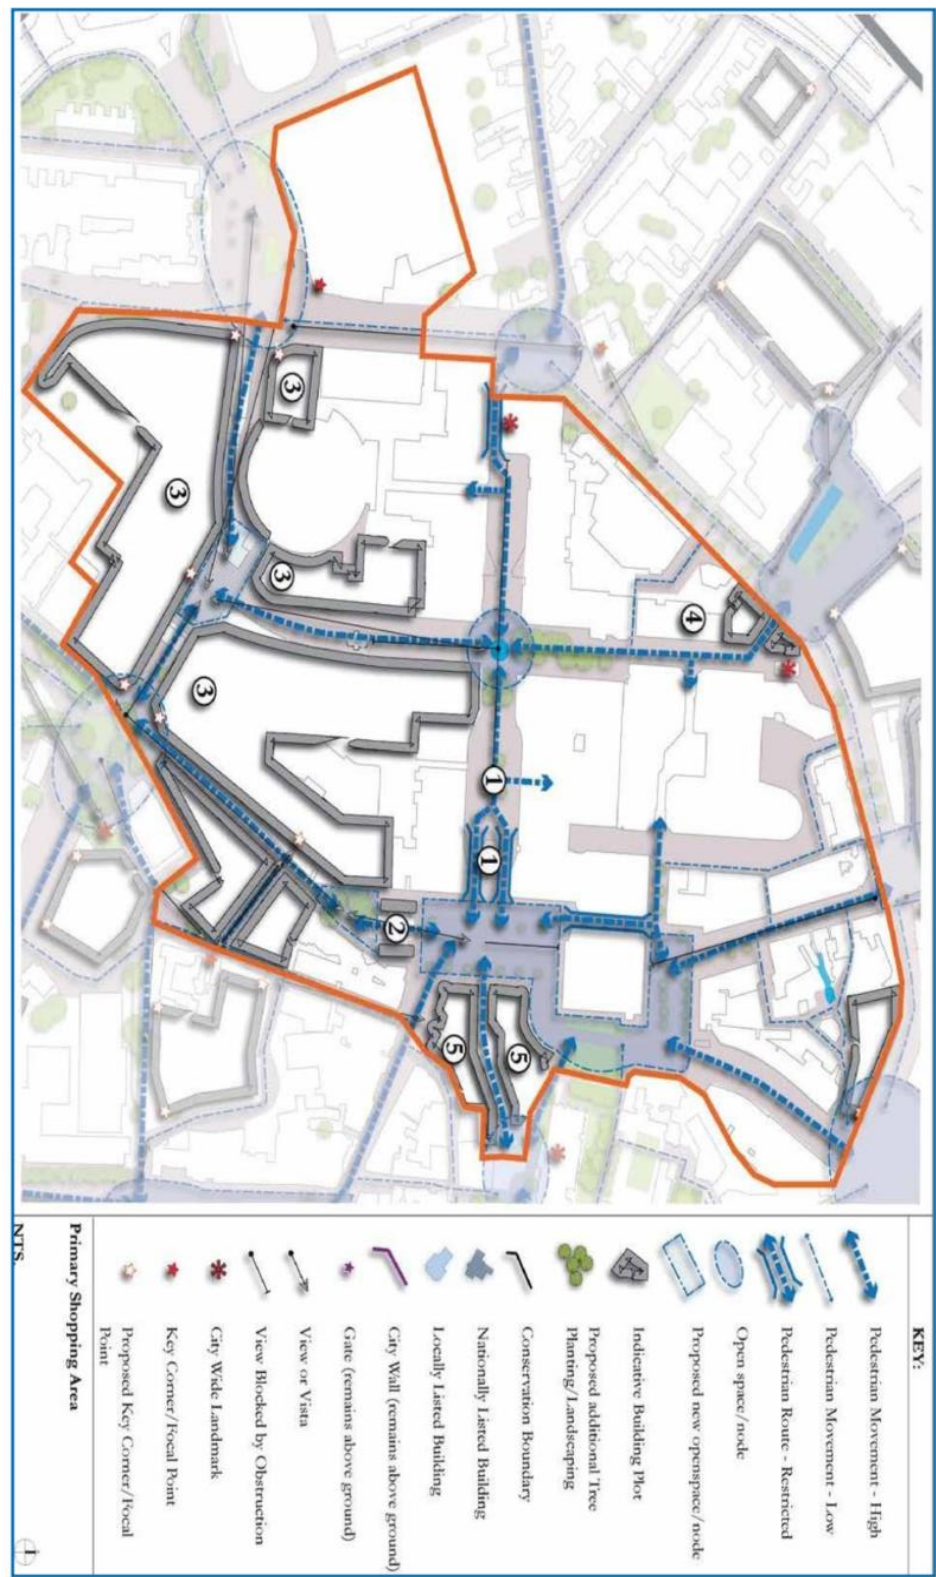 3
3
3
3
4
1
1
2
5
5
KEY:
Pedestrian Movement - High
Pedestrian Movement - Low
Pedestrian Route - Restricted
Open space/node
Proposed new openspace/node
Indicative Building Plot
Proposed additional Tree
Planting/Landscaping
Conservation Boundary
Nationally Listed Building
Locally Listed Building
City Wall (remains above ground)
Gate (remains above ground)
View or Vista
View Blocked by Obstruction
City Wide Landmark
Key Corner/Focal Point
Proposed Key Corner/Focal
Point
Primary Shopping Area
NTS.